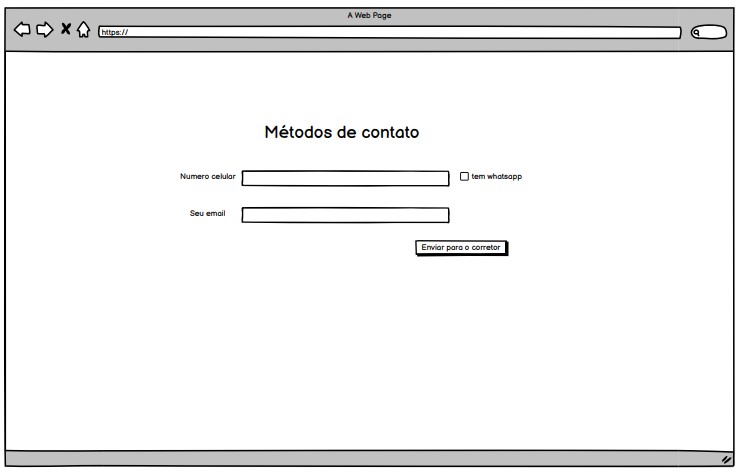 A Web Page
https://
Métodos de contato
Numero celular
tem whatsapp
Seu email
Enviar para o corretor